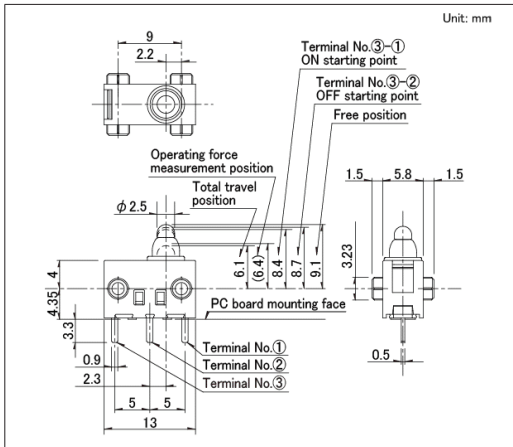 Unit: mm
9
2.2
Terminal No.③-①
ON starting point
Terminal No.③-②
OFF starting point
Free position
Operating force
measurement position
Total travel
position
φ2.5
1.5
5.8
1.5
6.1
(6.4)
8.4
8.7
9.1
3.23
4
4.35
PC board mounting face
3.3
0.9
2.3
Terminal No.①
Terminal No.②
Terminal No.③
0.5
5
5
13